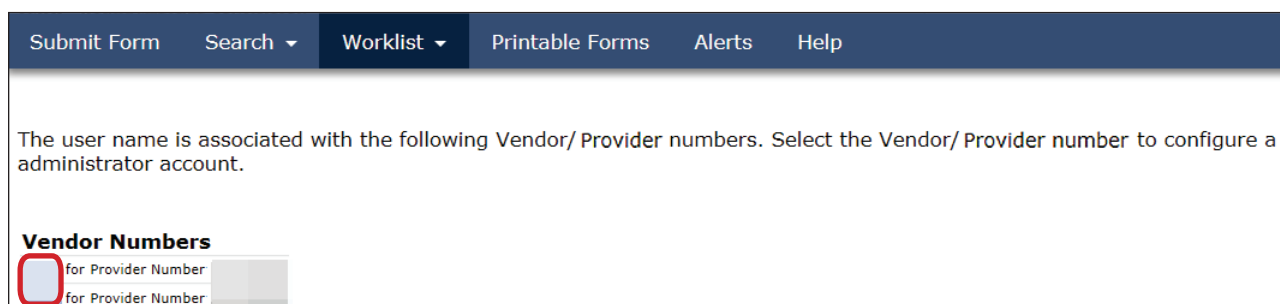 Submit Form Search Worklist Printable Forms Alerts Help
The user name is associated with the following Vendor/ Provider numbers. Select the Vendor/ Provider number to configure a
administrator account.
Vendor Numbers
for Provider Number
for Provider Number